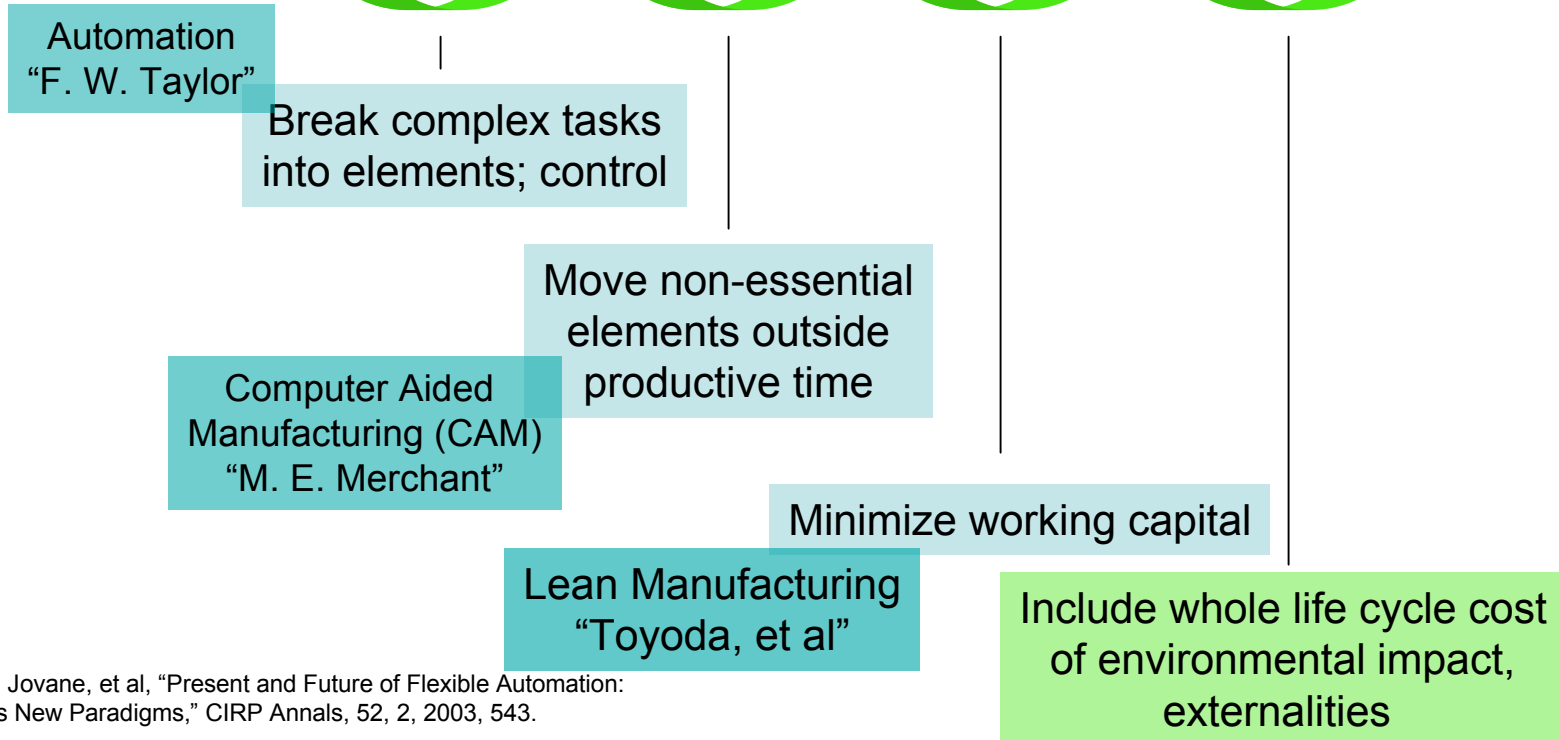 Automation
“F. W. Taylor”
Break complex tasks
into elements; control
Move non-essential
elements outside
productive time
Computer Aided
Manufacturing (CAM)
“M. E. Merchant”
Minimize working capital
Lean Manufacturing
“Toyoda, et al”
Include whole life cycle cost
of environmental impact,
externalities
Jovane, et al, “Present and Future of Flexible Automation:
s New Paradigms,” CIRP Annals, 52, 2, 2003, 543.